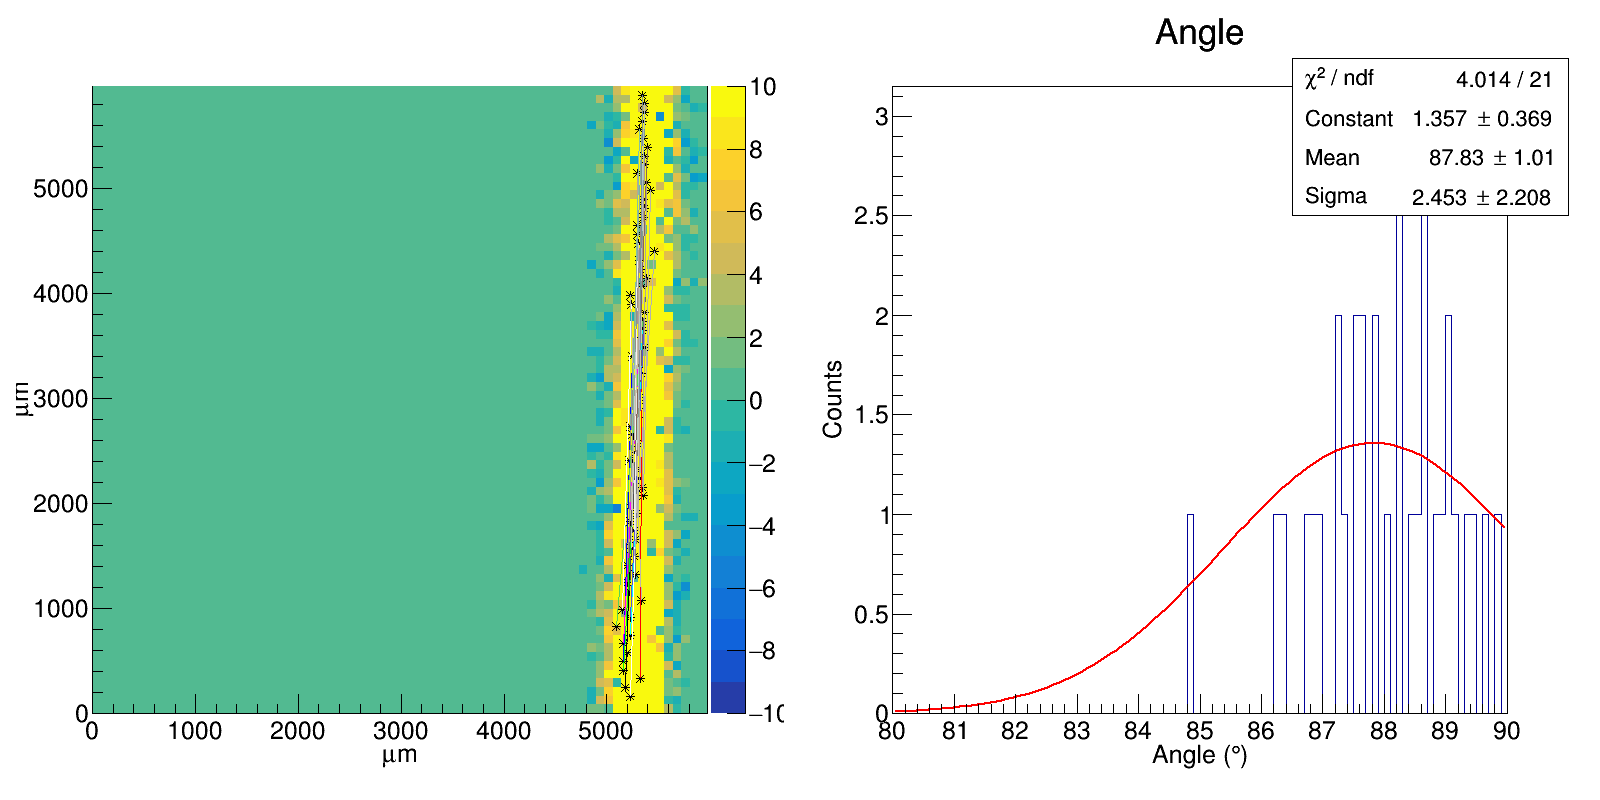 Angle
χ² / ndf 4.014 / 21
Constant 1.357 ± 0.369
Mean 87.83 ± 1.01
Sigma 2.453 ± 2.208
5000
4000
3000
2000
1000
0
μm
0 1000 2000 3000 4000 5000
μm
10
8
6
4
2
0
−2
−4
−6
−8
−10
3
2.5
2
1.5
1
0.5
0
Counts
80 81 82 83 84 85 86 87 88 89 90
Angle (°)